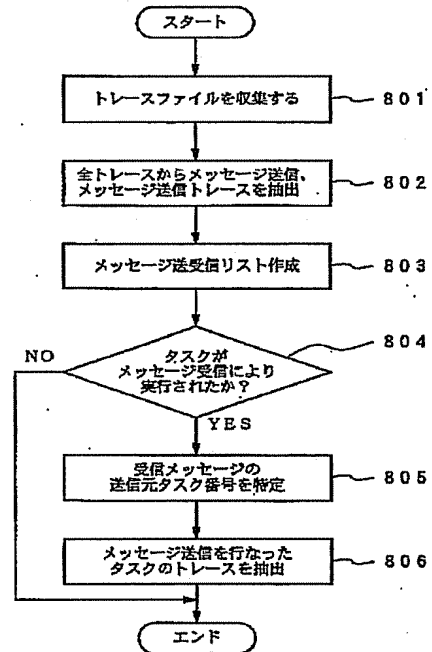 スタート
トレースファイルを収集する
801
全トレースからメッセージ送信、
メッセージ送信トレースを抽出
802
メッセージ送受信リスト作成
803
タスクが
メッセージ受信により
実行されたか?
804
NO
YES
受信メッセージの
送信元タスク番号を特定
805
メッセージ送信を行なった
タスクのトレースを抽出
806
エンド